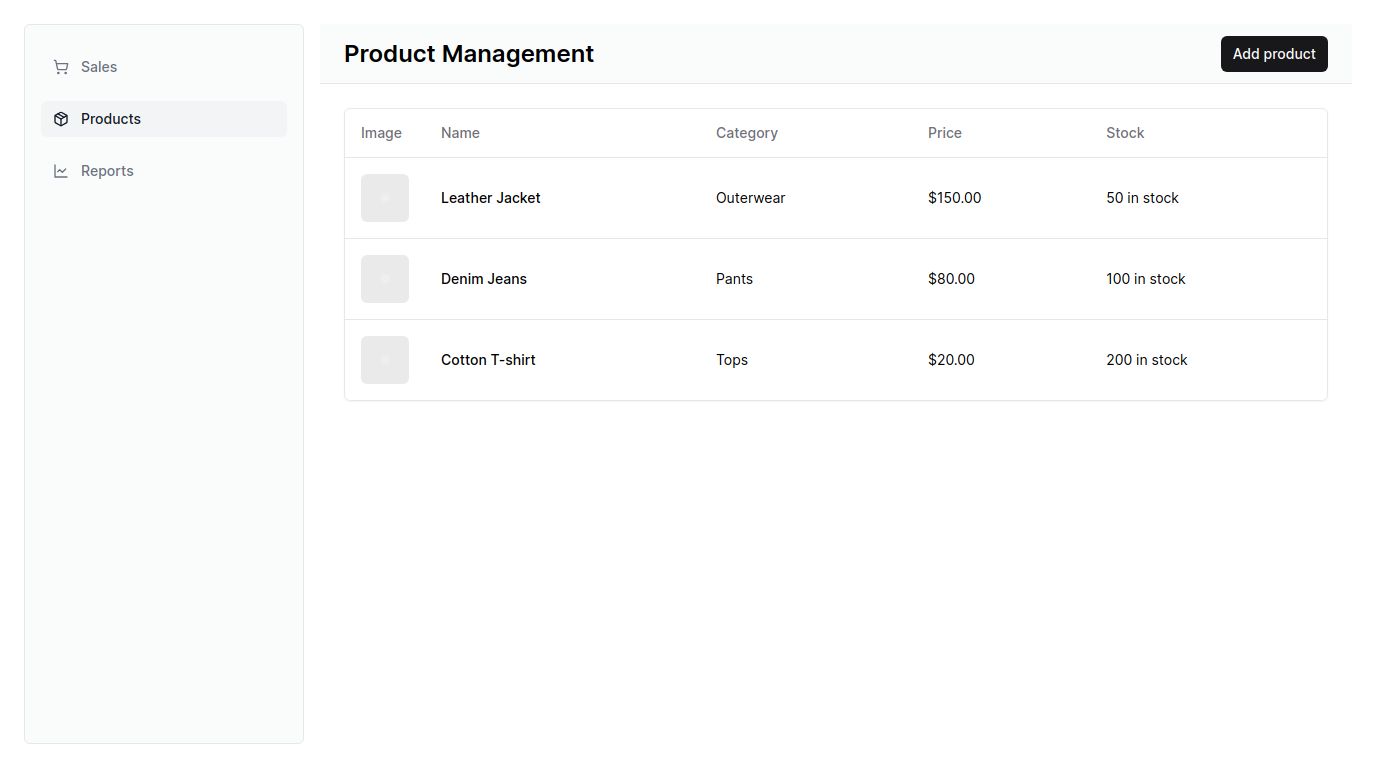 Sales
Products
Reports
Product Management
Add product
Image Name Category Price Stock
Leather Jacket Outerwear $150.00 50 in stock
Denim Jeans Pants $80.00 100 in stock
Cotton T-shirt Tops $20.00 200 in stock